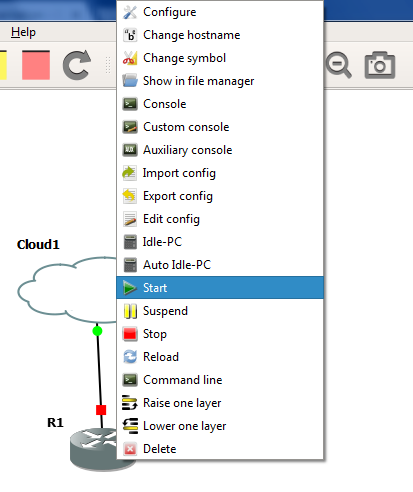 Help
Configure
Change hostname
Change symbol
Show in file manager
Console
Custom console
Auxiliary console
Import config
Export config
Edit config
Idle-PC
Auto Idle-PC
Start
Suspend
Stop
Reload
Command line
Raise one layer
Lower one layer
Delete
Cloud1
R1